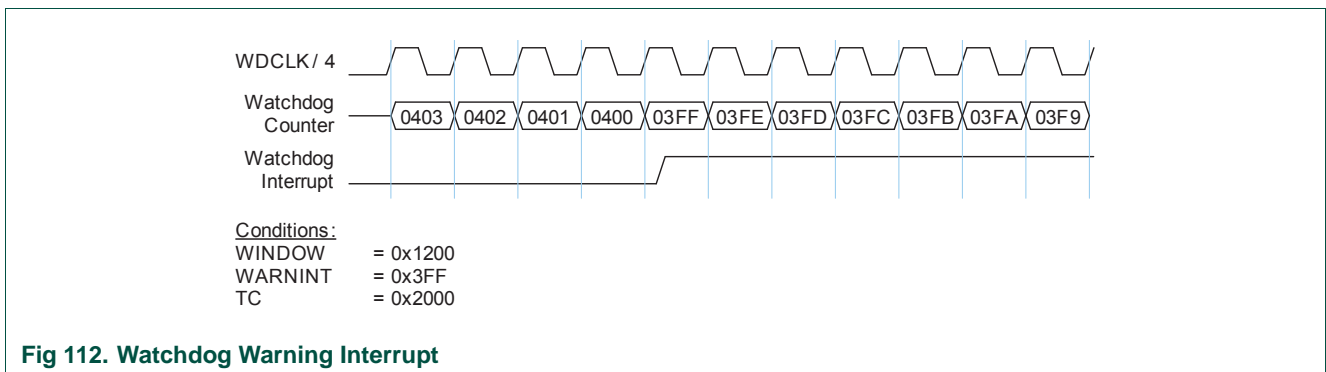 WDCLK / 4
Watchdog
Counter
0403 0402 0401 0400 03FF 03FE 03FD 03FC 03FB 03FA 03F9
Watchdog
Interrupt
Conditions:
WINDOW = 0x1200
WARNINT = 0x3FF
TC = 0x2000
Fig 112. Watchdog Warning Interrupt